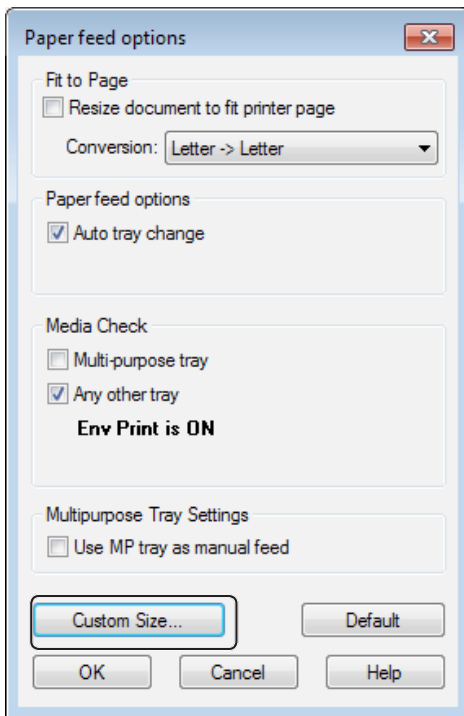 Paper feed options
Fit to Page
Resize document to fit printer page
Conversion: Letter -> Letter
Paper feed options
Auto tray change
Media Check
Multi-purpose tray
Any other tray
Env Print is ON
Multipurpose Tray Settings
Use MP tray as manual feed
Custom Size... Default
OK Cancel Help